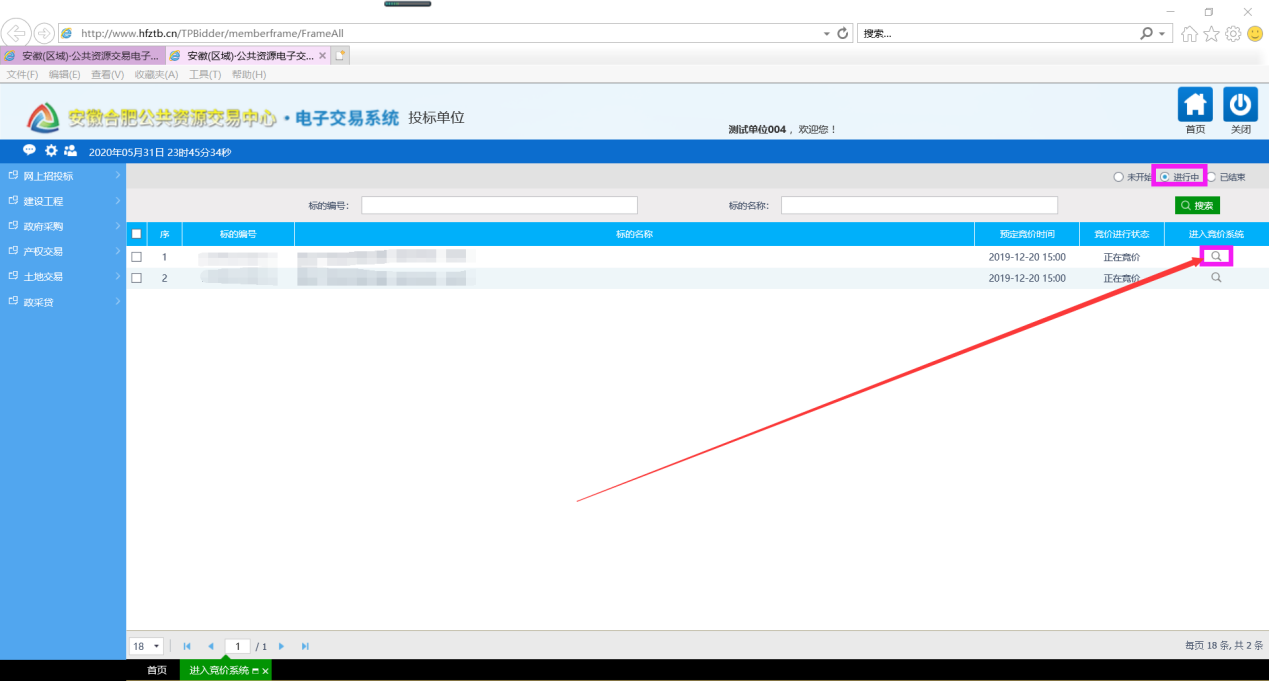 http://www.hfztb.cn/TPBidder/memberframe/FrameAll
搜索...
安徽(区域)·公共资源交易电子...
安徽(区域)·公共资源电子交...
文件(F) 编辑(E) 查看(V) 收藏夹(A) 工具(T) 帮助(H)
安徽合肥公共资源交易中心·电子交易系统 投标单位
测试单位004，欢迎您！
首页 关闭
2020年05月31日 23时45分34秒
网上招投标
建设工程
政府采购
产权交易
土地交易
政采贷
未开始 进行中 已结束
标的编号： 标的名称： 搜索
序 标的编号 标的名称 预定竞价时间 竞价进行状态 进入竞价系统
1 2019-12-20 15:00 正在竞价
2 2019-12-20 15:00 正在竞价
18 1 / 1 每页 18 条, 共 2 条
首页 进入竞价系统